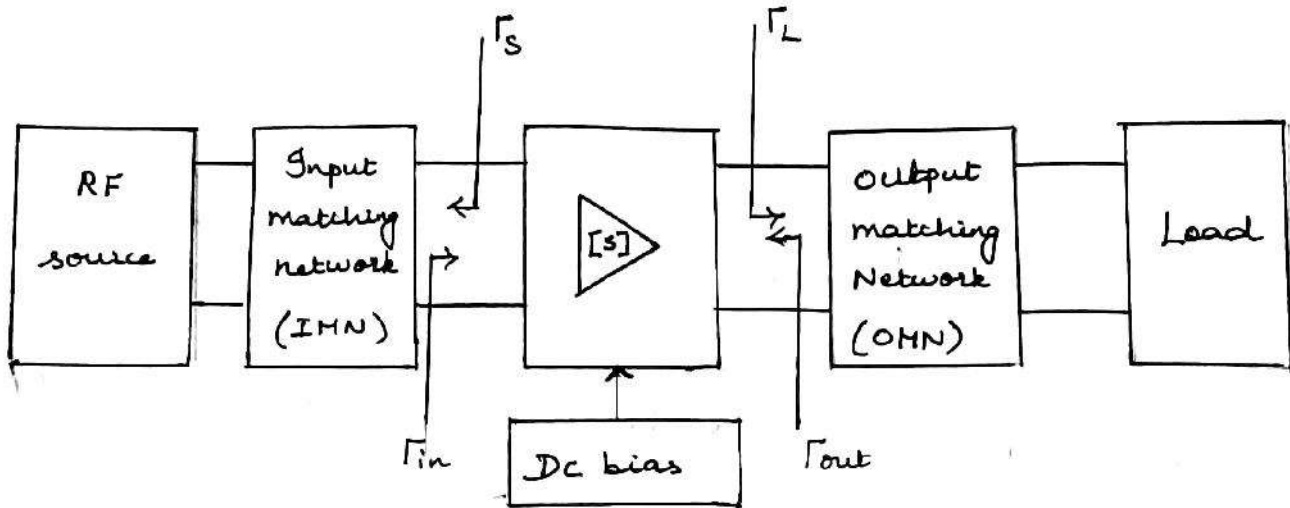 Γs
ΓL
RF
source
Input
matching
network
(IMN)
[s]
Output
matching
Network
(OMN)
Load
Γin
Dc bias
Γout